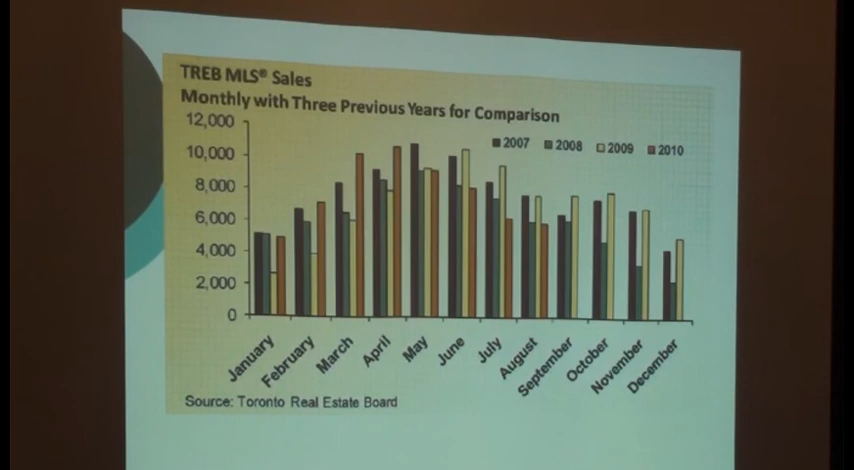 TREB MLS® Sales
Monthly with Three Previous Years for Comparison
12,000
10,000
8,000
6,000
4,000
2,000
0
2007 2008 2009 2010
January February March April May June July August September October November December
Source: Toronto Real Estate Board